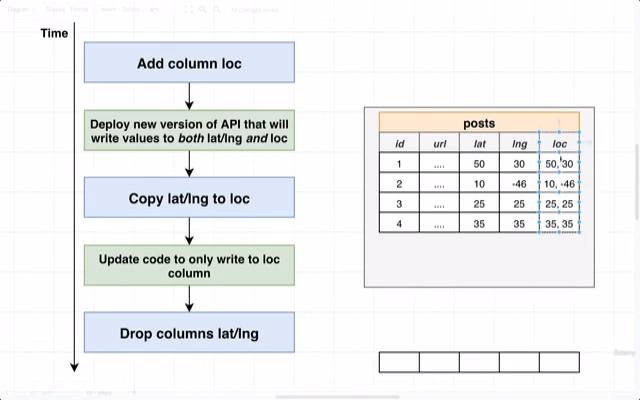 Time
Add column loc
Deploy new version of API that will
write values to both lat/lng and loc
Copy lat/lng to loc
Update code to only write to loc
column
Drop columns lat/lng
posts
id url lat lng loc
1 .... 50 30 50, 30
2 .... 10 -46 10, -46
3 .... 25 25 25, 25
4 .... 35 35 35, 35